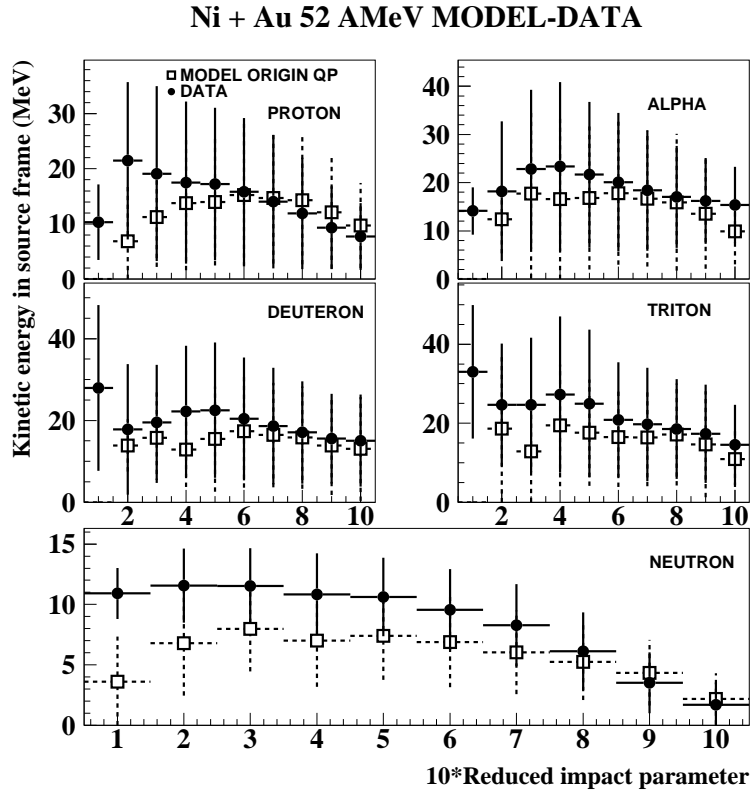 Ni + Au 52 AMeV MODEL-DATA
Kinetic energy in source frame (MeV)
MODEL ORIGIN QP
DATA
PROTON
30
20
10
0
ALPHA
40
30
20
10
0
DEUTERON
40
20
0
2 4 6 8 10
TRITON
40
20
0
2 4 6 8 10
NEUTRON
15
10
5
0
1 2 3 4 5 6 7 8 9 10
10*Reduced impact parameter